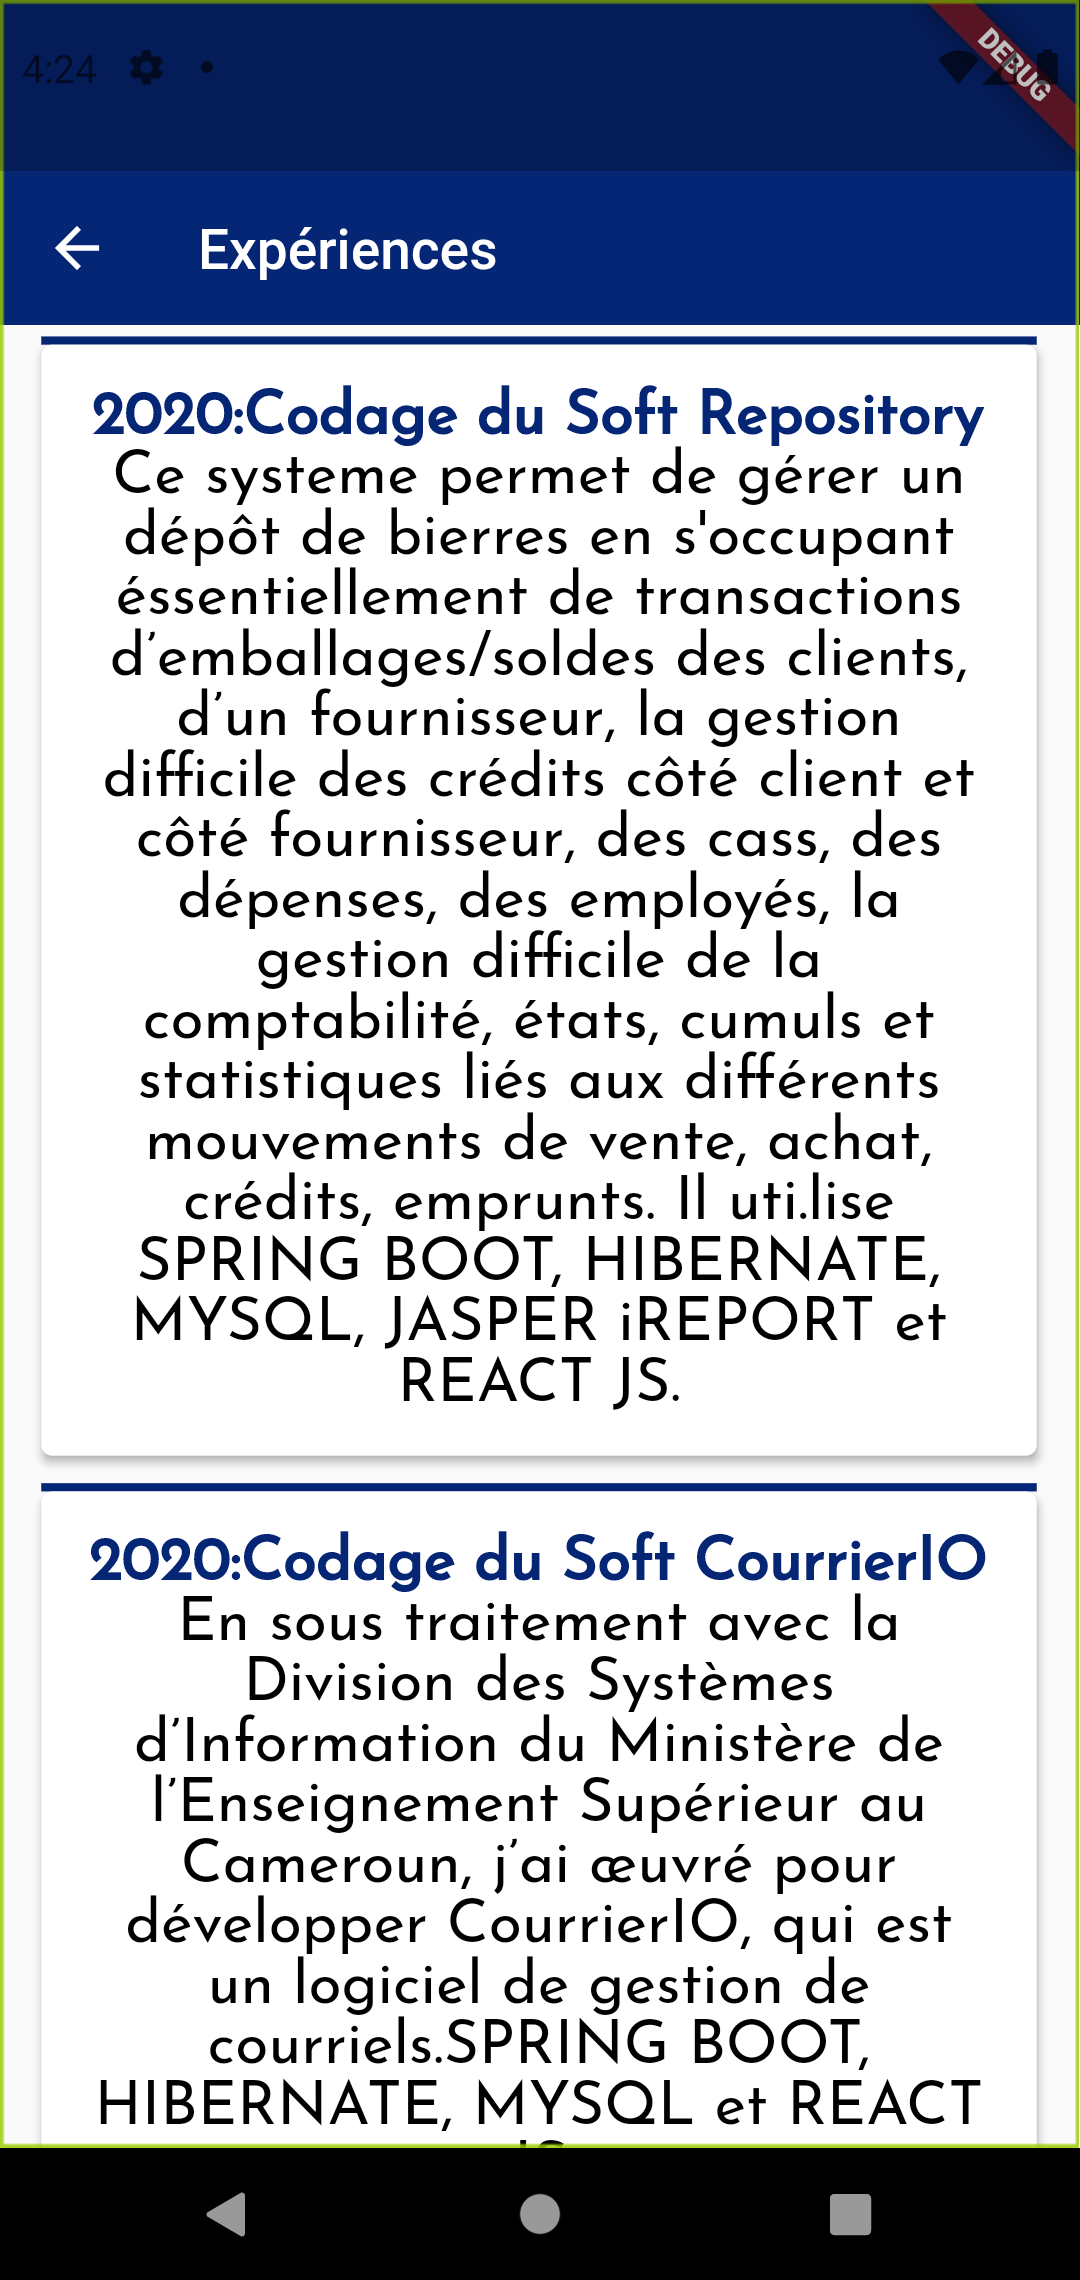 4:24
DEBUG
Expériences
2020:Codage du Soft Repository
Ce systeme permet de gérer un
dépôt de bierres en s'occupant
éssentiellement de transactions
d’emballages/soldes des clients,
d’un fournisseur, la gestion
difficile des crédits côté client et
côté fournisseur, des cass, des
dépenses, des employés, la
gestion difficile de la
comptabilité, états, cumuls et
statistiques liés aux différents
mouvements de vente, achat,
crédits, emprunts. Il uti.lise
SPRING BOOT, HIBERNATE,
MYSQL, JASPER iREPORT et
REACT JS.
2020:Codage du Soft CourrierIO
En sous traitement avec la
Division des Systèmes
d’Information du Ministère de
l’Enseignement Supérieur au
Cameroun, j’ai œuvré pour
développer CourrierIO, qui est
un logiciel de gestion de
courriels.SPRING BOOT,
HIBERNATE, MYSQL et REACT